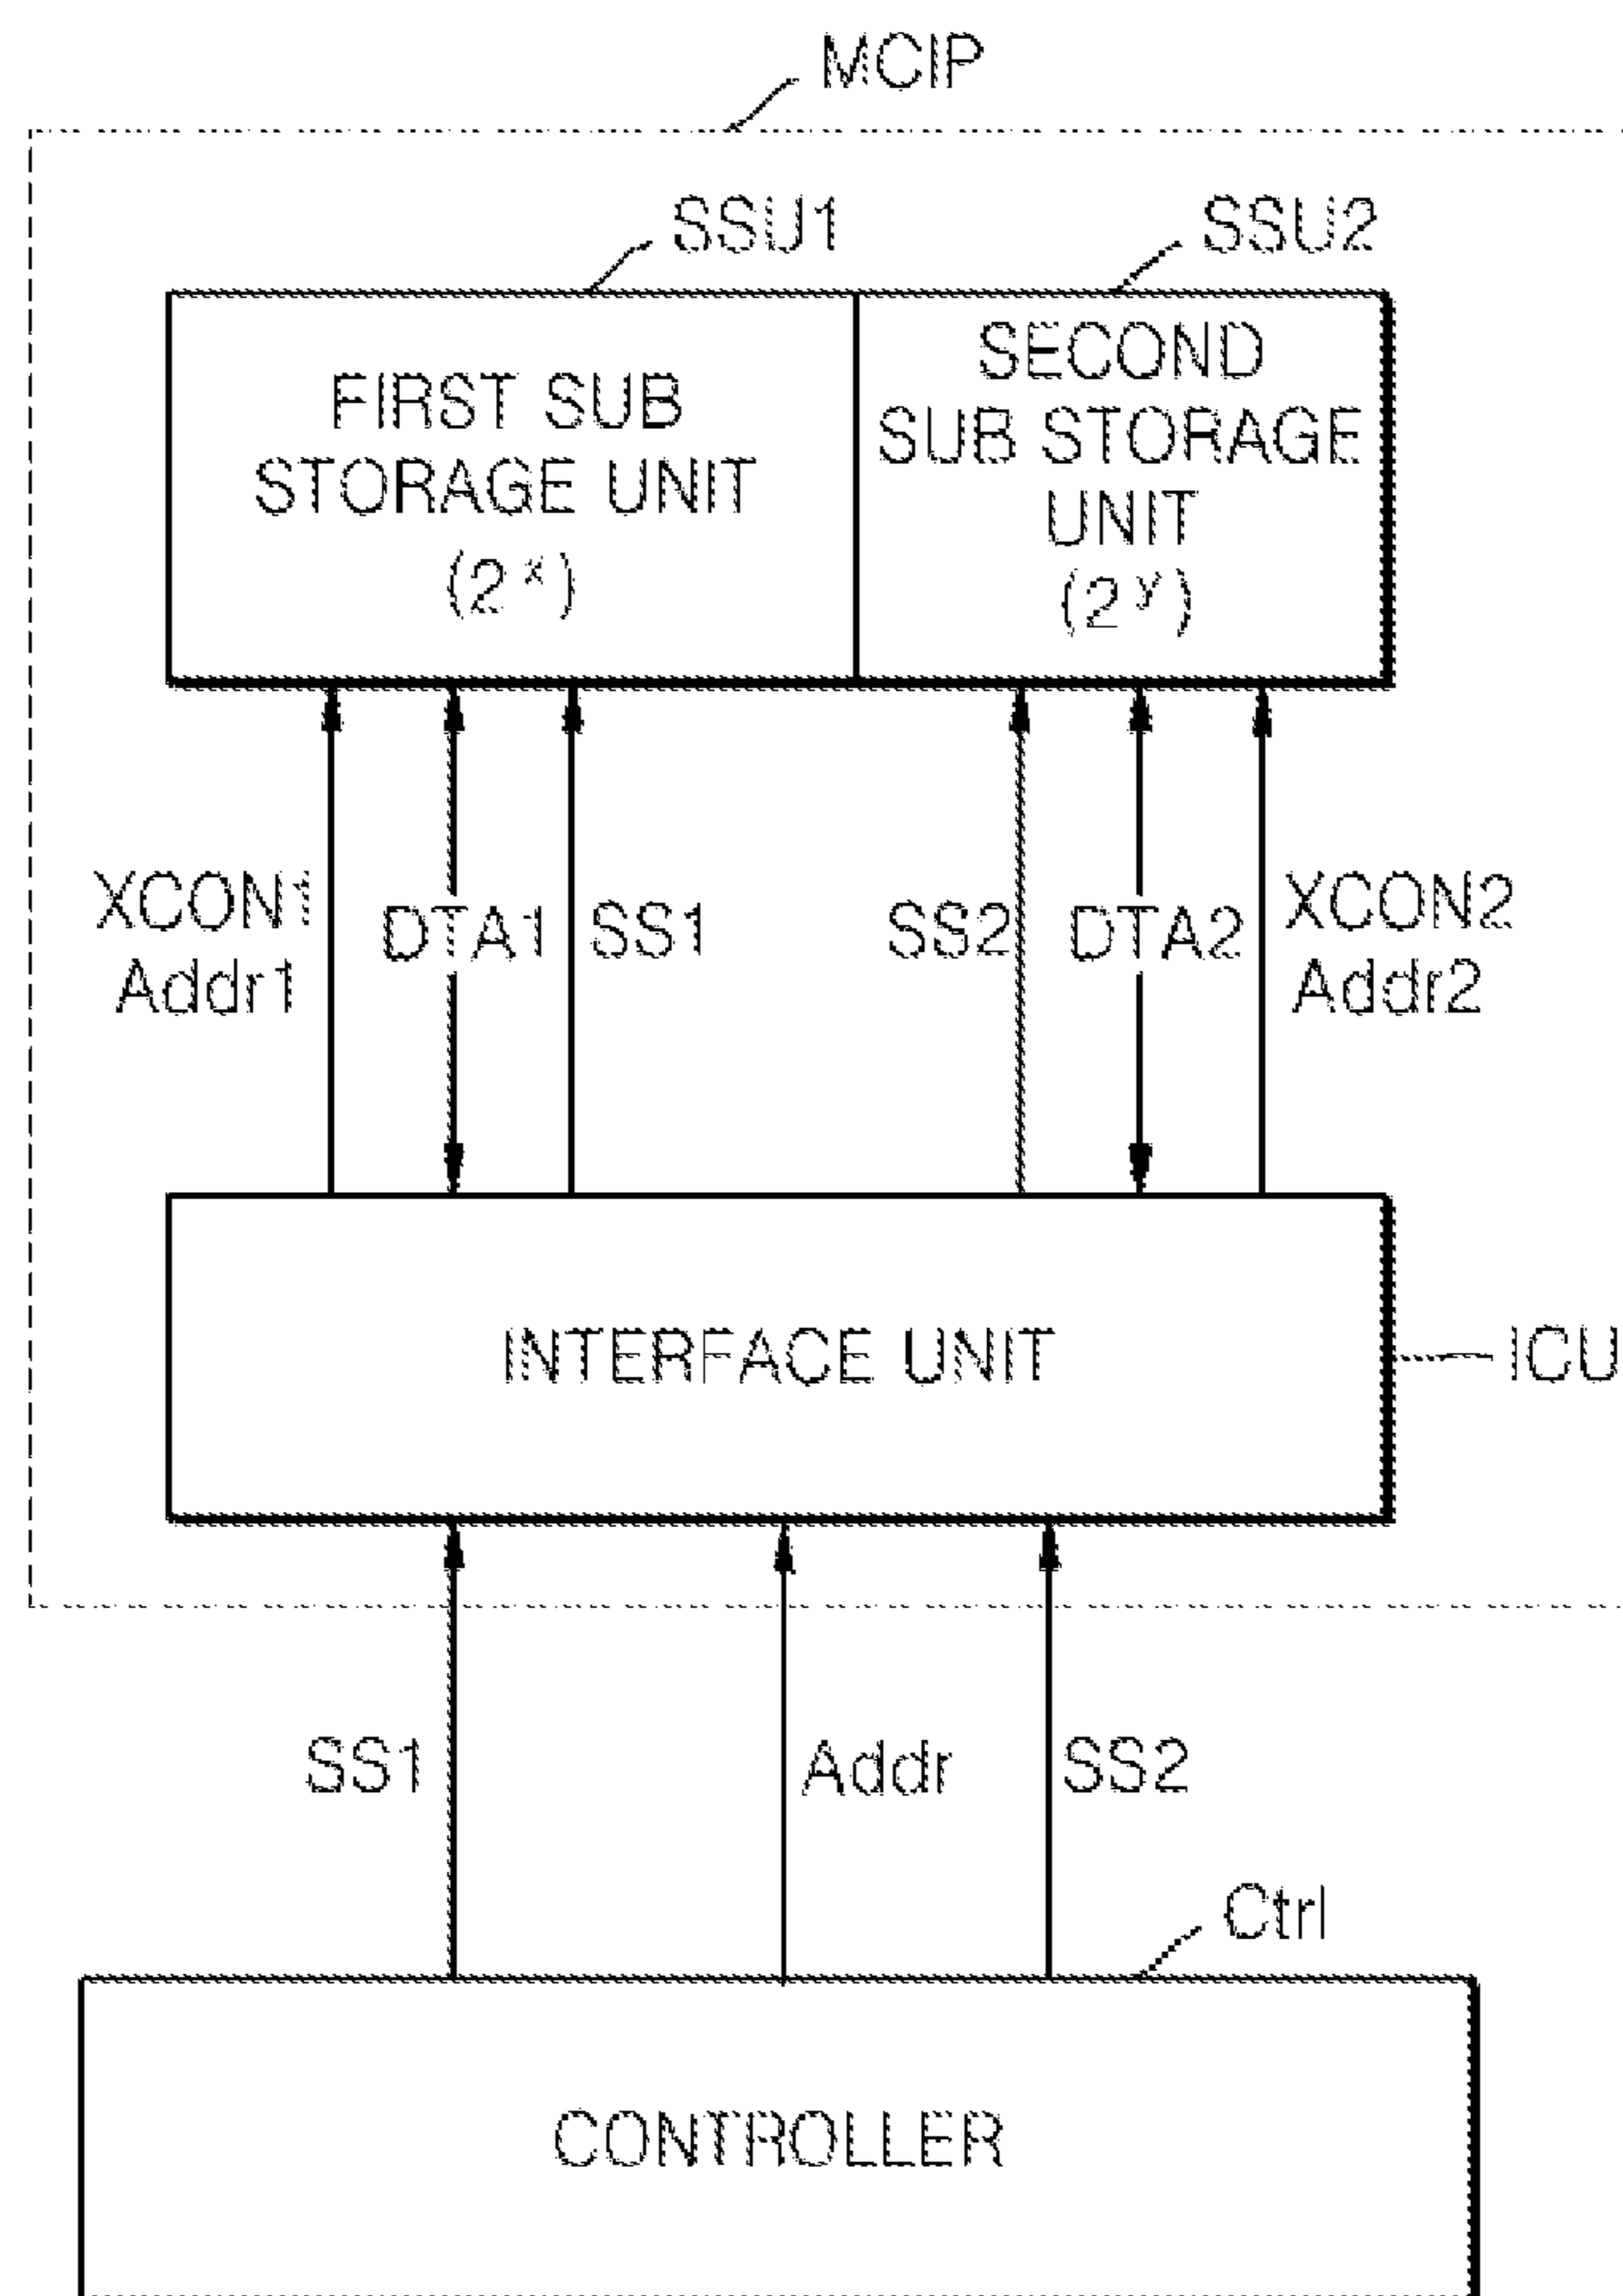 MCIP
SSU1
SSU2
FIRST SUB
STORAGE UNIT
(2^x)
SECOND
SUB STORAGE
UNIT
(2^y)
XCON1
Addr1
DTA1
SS1
SS2
DTA2
XCON2
Addr2
INTERFACE UNIT
ICU
SS1
Addr
SS2
Ctrl
CONTROLLER